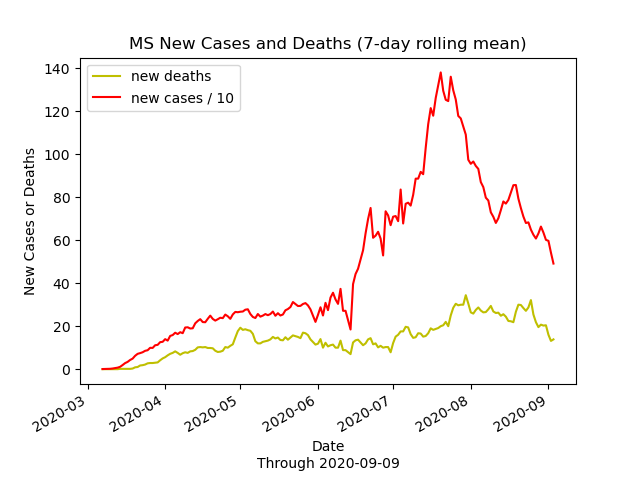 MS New Cases and Deaths (7-day rolling mean)
new deaths
new cases / 10
140
120
100
80
60
40
20
0
New Cases or Deaths
2020-03
2020-04
2020-05
2020-06
2020-07
2020-08
2020-09
Date
Through 2020-09-09